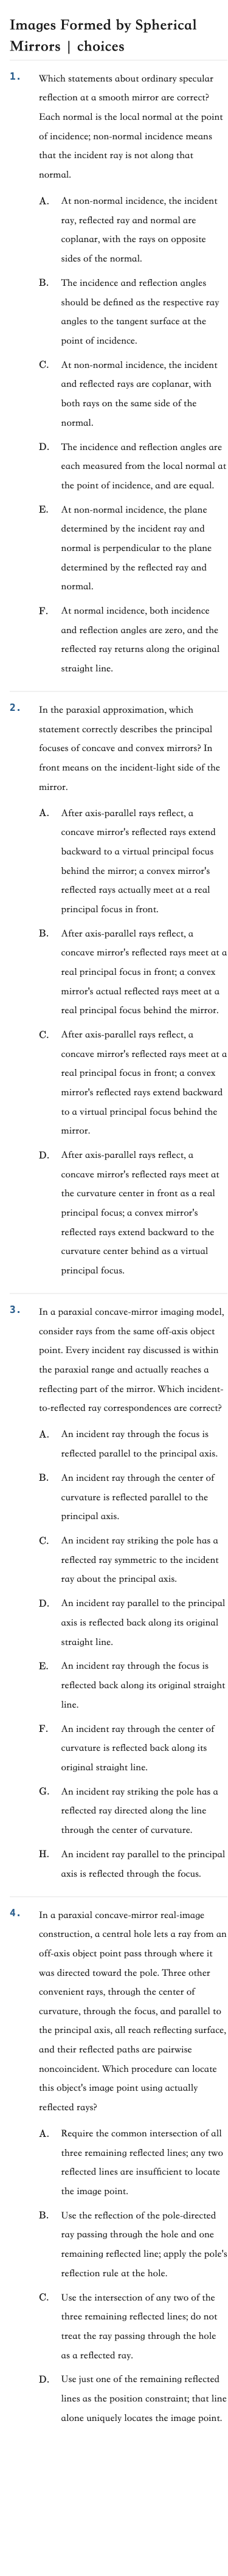 Images Formed by Spherical
Mirrors | choices
1.
Which statements about ordinary specular
reflection at a smooth mirror are correct?
Each normal is the local normal at the point
of incidence; non-normal incidence means
that the incident ray is not along that
normal.
A. At non-normal incidence, the incident
ray, reflected ray and normal are
coplanar, with the rays on opposite
sides of the normal.
B. The incidence and reflection angles
should be defined as the respective ray
angles to the tangent surface at the
point of incidence.
C. At non-normal incidence, the incident
and reflected rays are coplanar, with
both rays on the same side of the
normal.
D. The incidence and reflection angles are
each measured from the local normal at
the point of incidence, and are equal.
E. At non-normal incidence, the plane
determined by the incident ray and
normal is perpendicular to the plane
determined by the reflected ray and
normal.
F. At normal incidence, both incidence
and reflection angles are zero, and the
reflected ray returns along the original
straight line.
2.
In the paraxial approximation, which
statement correctly describes the principal
focuses of concave and convex mirrors? In
front means on the incident-light side of the
mirror.
A. After axis-parallel rays reflect, a
concave mirror's reflected rays extend
backward to a virtual principal focus
behind the mirror; a convex mirror's
reflected rays actually meet at a real
principal focus in front.
B. After axis-parallel rays reflect, a
concave mirror's reflected rays meet at a
real principal focus in front; a convex
mirror's actual reflected rays meet at a
real principal focus behind the mirror.
C. After axis-parallel rays reflect, a
concave mirror's reflected rays meet at a
real principal focus in front; a convex
mirror's reflected rays extend backward
to a virtual principal focus behind the
mirror.
D. After axis-parallel rays reflect, a
concave mirror's reflected rays meet at
the curvature center in front as a real
principal focus; a convex mirror's
reflected rays extend backward to the
curvature center behind as a virtual
principal focus.
3.
In a paraxial concave-mirror imaging model,
consider rays from the same off-axis object
point. Every incident ray discussed is within
the paraxial range and actually reaches a
reflecting part of the mirror. Which incident-
to-reflected ray correspondences are correct?
A. An incident ray through the focus is
reflected parallel to the principal axis.
B. An incident ray through the center of
curvature is reflected parallel to the
principal axis.
C. An incident ray striking the pole has a
reflected ray symmetric to the incident
ray about the principal axis.
D. An incident ray parallel to the principal
axis is reflected back along its original
straight line.
E. An incident ray through the focus is
reflected back along its original straight
line.
F. An incident ray through the center of
curvature is reflected back along its
original straight line.
G. An incident ray striking the pole has a
reflected ray directed along the line
through the center of curvature.
H. An incident ray parallel to the principal
axis is reflected through the focus.
4.
In a paraxial concave-mirror real-image
construction, a central hole lets a ray from an
off-axis object point pass through where it
was directed toward the pole. Three other
convenient rays, through the center of
curvature, through the focus, and parallel to
the principal axis, all reach reflecting surface,
and their reflected paths are pairwise
noncoincident. Which procedure can locate
this object's image point using actually
reflected rays?
A. Require the common intersection of all
three remaining reflected lines; any two
reflected lines are insufficient to locate
the image point.
B. Use the reflection of the pole-directed
ray passing through the hole and one
remaining reflected line; apply the pole's
reflection rule at the hole.
C. Use the intersection of any two of the
three remaining reflected lines; do not
treat the ray passing through the hole
as a reflected ray.
D. Use just one of the remaining reflected
lines as the position constraint; that line
alone uniquely locates the image point.